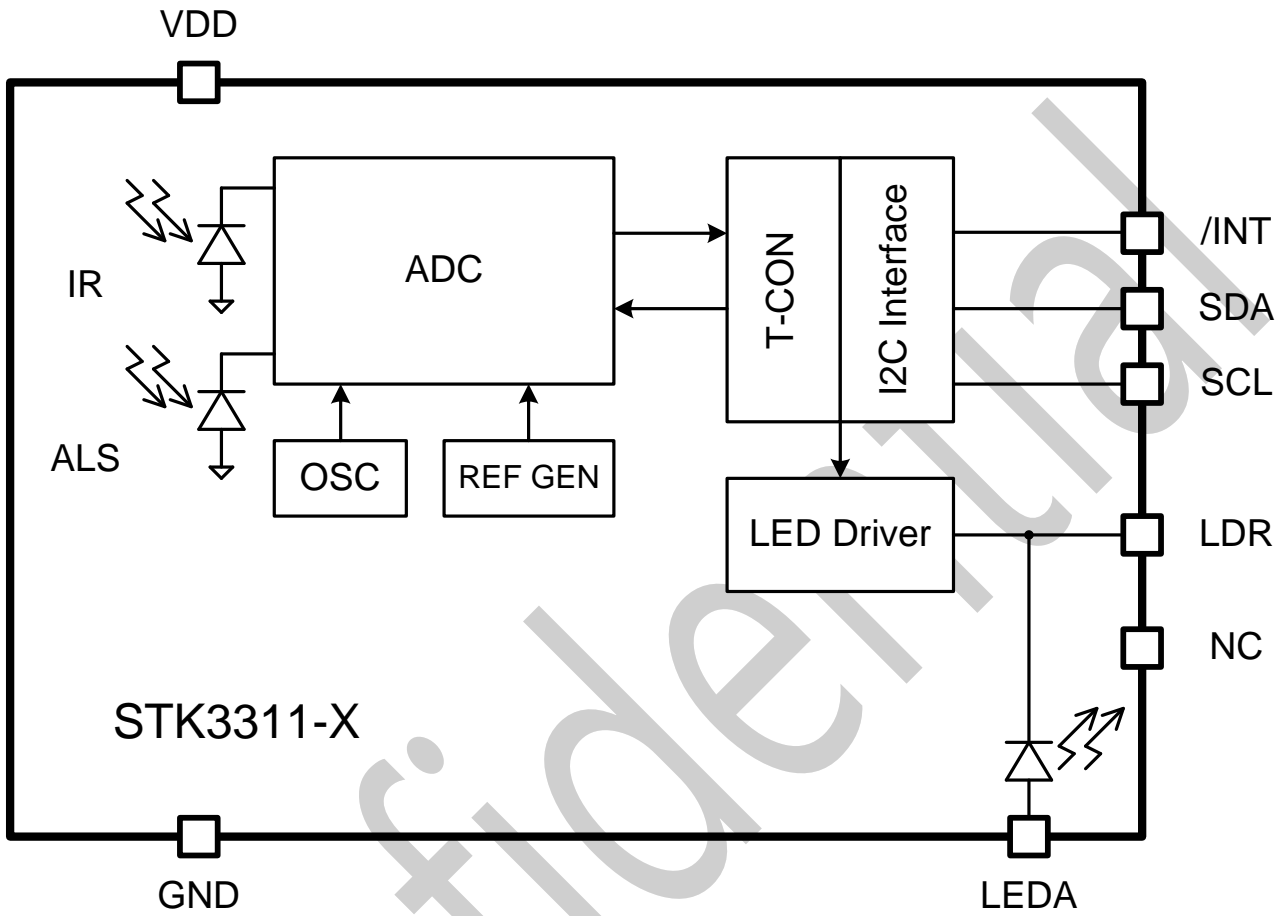 VDD
/INT
IR
ADC
T-CON
I2C Interface
SDA
SCL
ALS
OSC
REF GEN
LED Driver
LDR
NC
STK3311-X
GND
LEDA
fidential